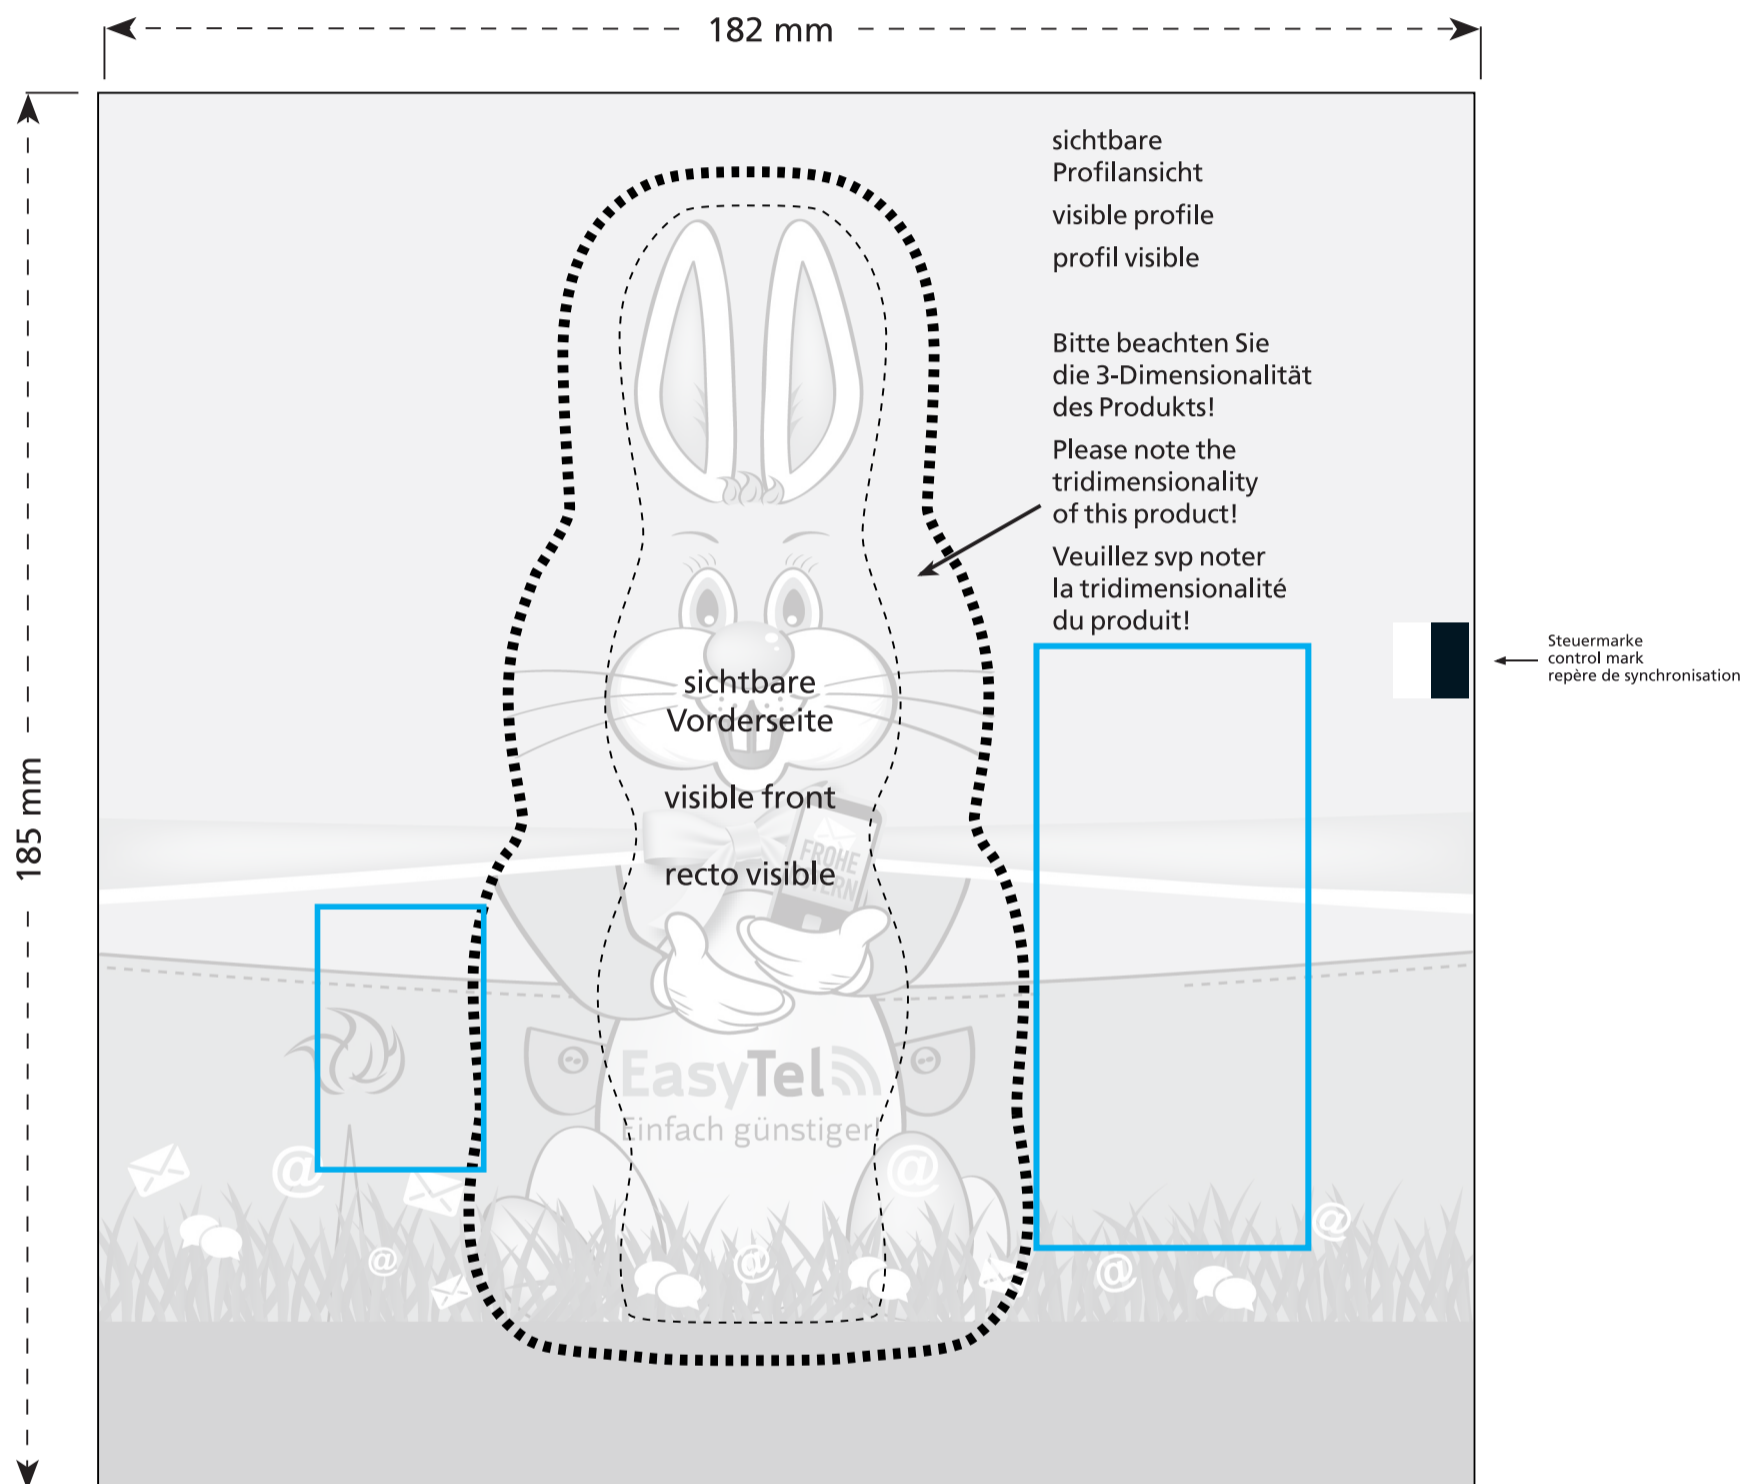 182 mm
185 mm
sichtbare
Profilansicht
visible profile
profil visible
Bitte beachten Sie
die 3-Dimensionalität
des Produkts!
Please note the
tridimensionality
of this product!
Veuillez svp noter
la tridimensionalité
du produit!
Steuermarke
control mark
repère de synchronisation
sichtbare
Vorderseite
visible front
recto visible
FROHE
OSTERN
EasyTel
Einfach günstiger!
@
@
@
@
@
@